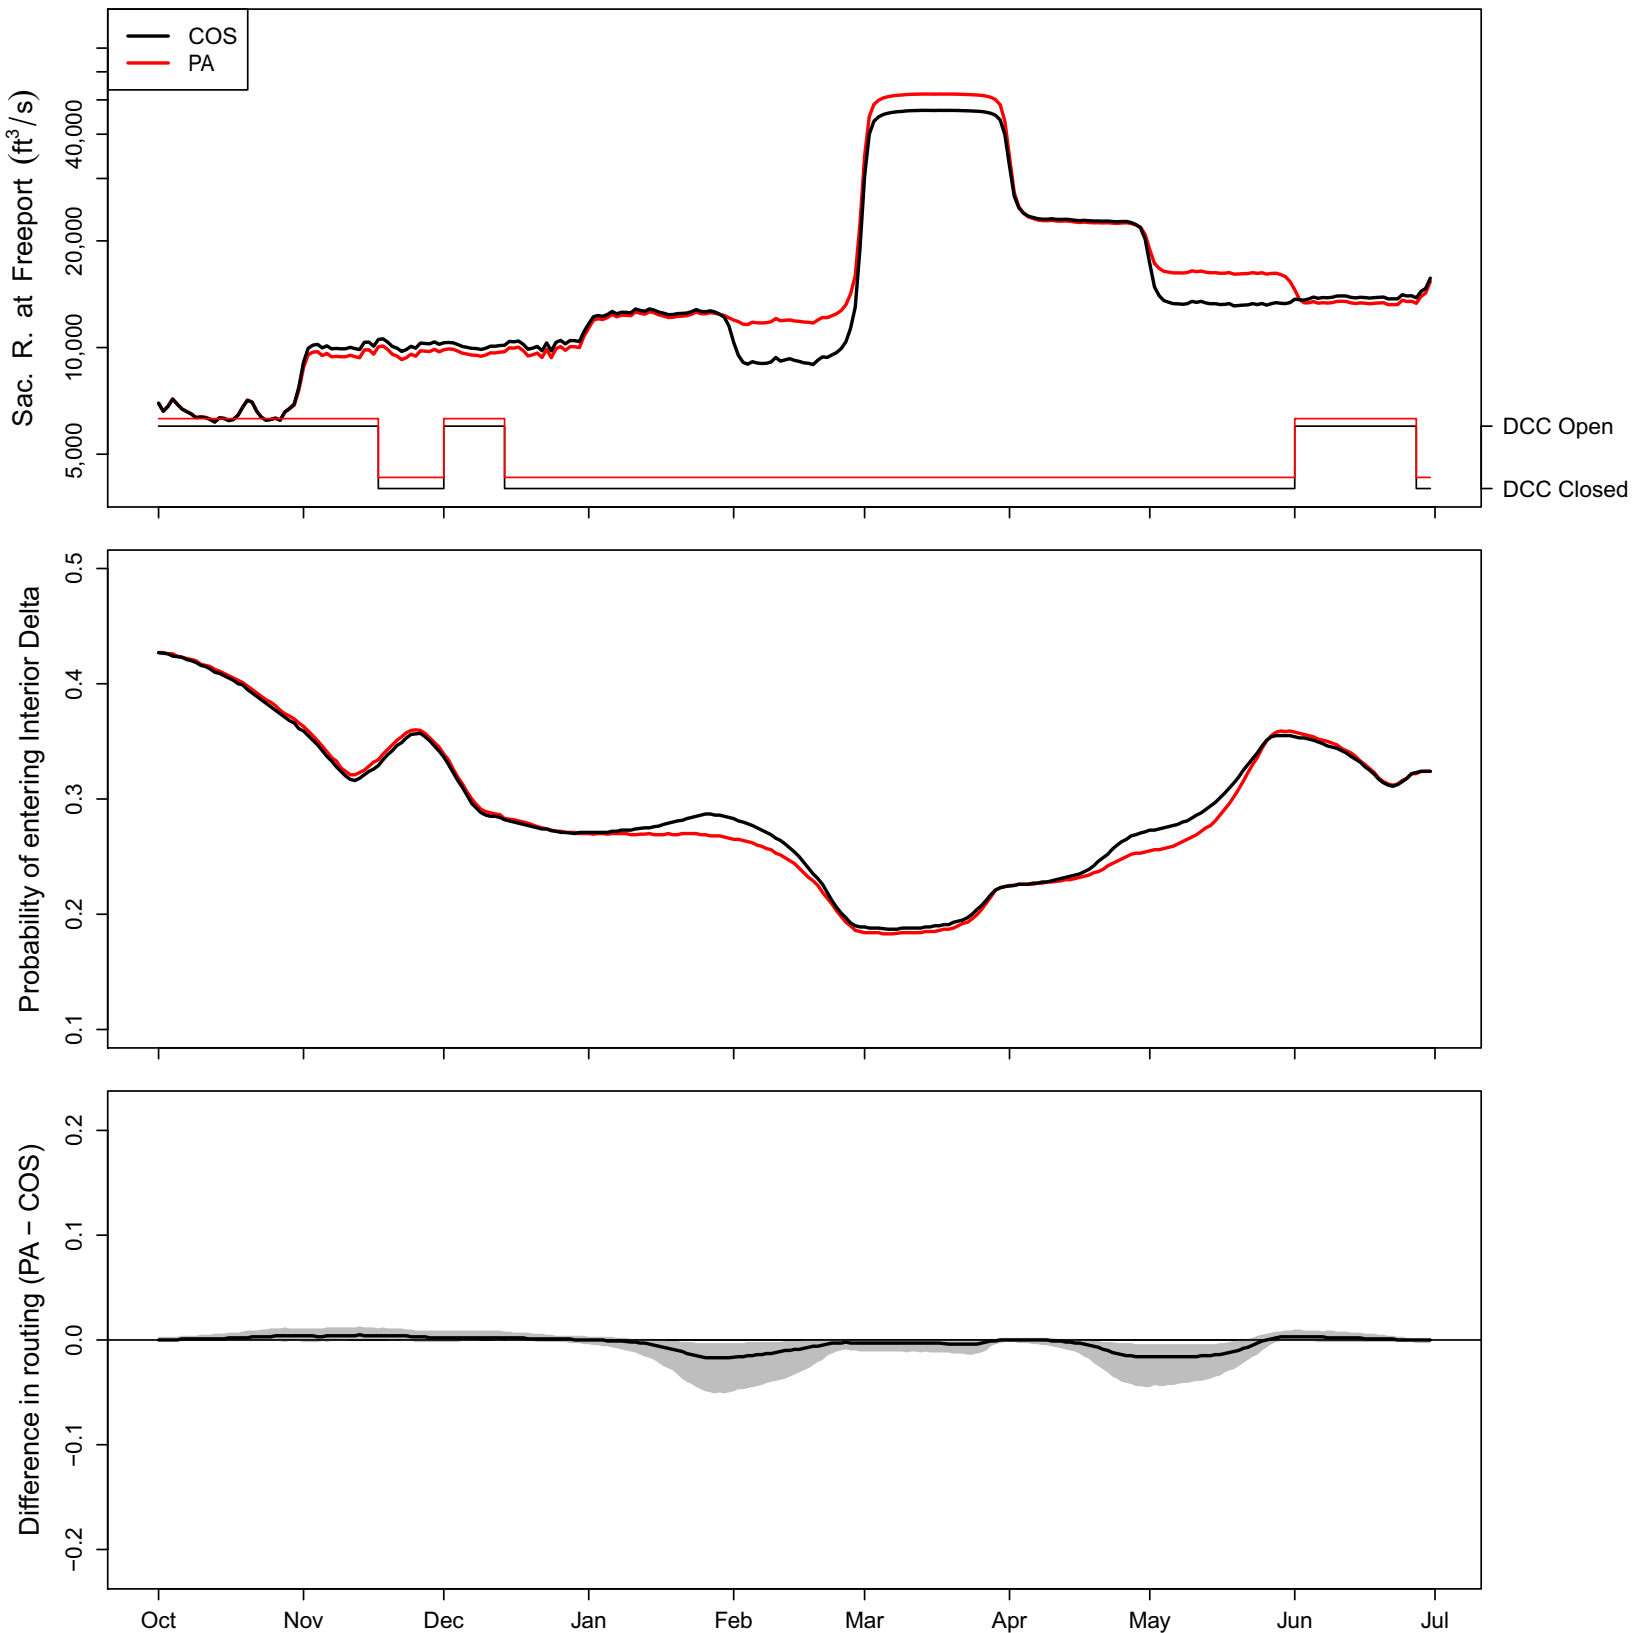 COS
PA
Sac. R. at Freeport (ft³/s)
40,000
20,000
10,000
5,000
DCC Open
DCC Closed
Probability of entering Interior Delta
0.5
0.4
0.3
0.2
0.1
Difference in routing (PA − COS)
0.2
0.1
0.0
−0.1
−0.2
Oct Nov Dec Jan Feb Mar Apr May Jun Jul